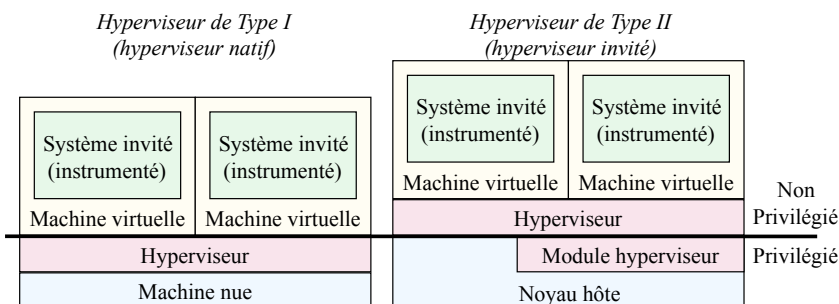 Hyperviseur de Type I
(hyperviseur natif)
Système invité
(instrumenté)
Système invité
(instrumenté)
Machine virtuelle
Machine virtuelle
Hyperviseur
Machine nue
Hyperviseur de Type II
(hyperviseur invité)
Système invité
(instrumenté)
Système invité
(instrumenté)
Machine virtuelle
Machine virtuelle
Hyperviseur
Module hyperviseur
Noyau hôte
Non
Privilégié
Privilégié